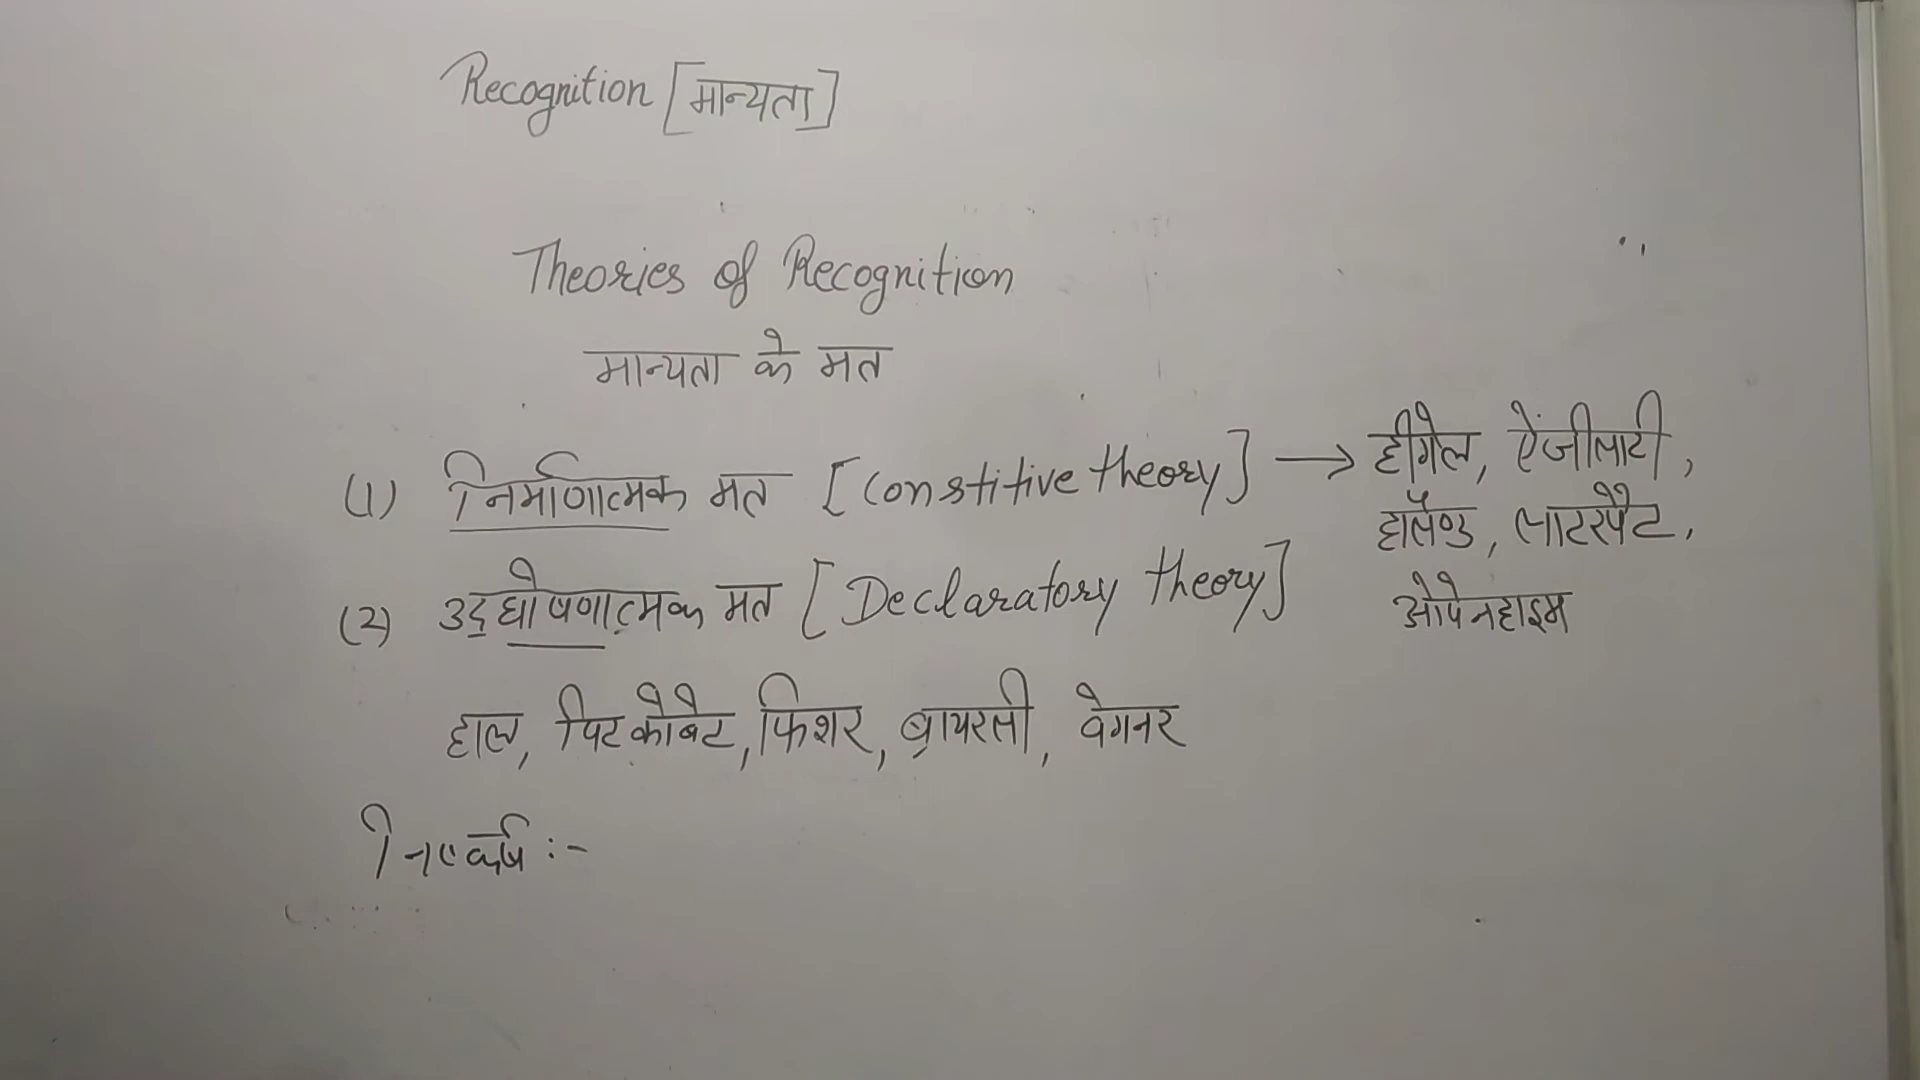 Recognition [मान्यता]
Theories of Recognition
मान्यता के मत
(1) निर्माणात्मक मत [Constitive theory] → हीगेल, ऐंजीलाटी,
हालैण्ड, लाटरपैट,
ओपेनहाइम
(2) उद्घोषणात्मक मत [Declaratory theory]
हाल, पिटकोबेट, फिशर, ब्रायरली, वेगनर
निष्कर्ष :-